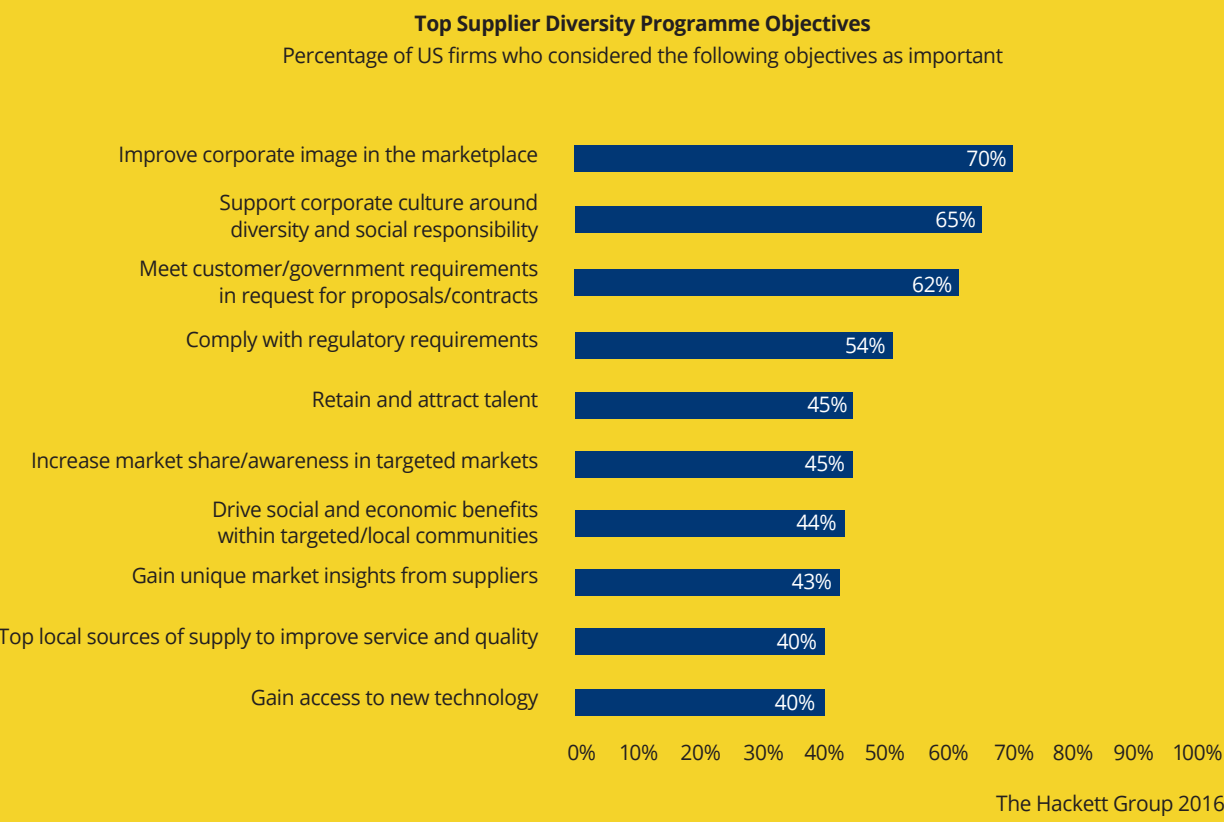 Top Supplier Diversity Programme Objectives
Percentage of US firms who considered the following objectives as important
Improve corporate image in the marketplace
70%
Support corporate culture around
diversity and social responsibility
65%
Meet customer/government requirements
in request for proposals/contracts
62%
Comply with regulatory requirements
54%
Retain and attract talent
45%
Increase market share/awareness in targeted markets
45%
Drive social and economic benefits
within targeted/local communities
44%
Gain unique market insights from suppliers
43%
Top local sources of supply to improve service and quality
40%
Gain access to new technology
40%
0% 10% 20% 30% 40% 50% 60% 70% 80% 90% 100%
The Hackett Group 2016